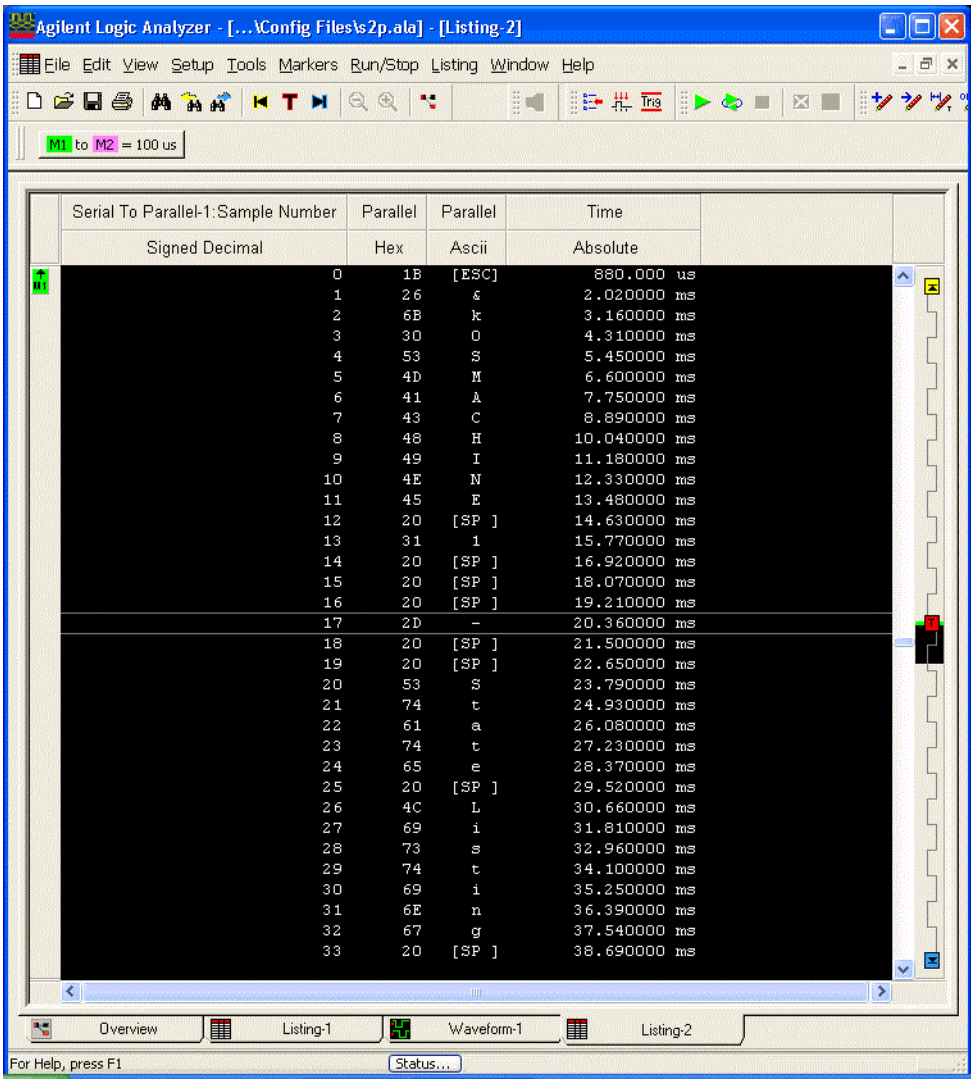 Agilent Logic Analyzer - [...\Config Files\s2p.ala] - [Listing-2]
File Edit View Setup Tools Markers Run/Stop Listing Window Help
T Trig
M1 to M2 = 100 us
Serial To Parallel-1:Sample Number Parallel Parallel Time
Signed Decimal Hex Ascii Absolute
M1
0 1B [ESC] 880.000 us
1 26 & 2.020000 ms
2 6B k 3.160000 ms
3 30 0 4.310000 ms
4 53 S 5.450000 ms
5 4D M 6.600000 ms
6 41 A 7.750000 ms
7 43 C 8.890000 ms
8 48 H 10.040000 ms
9 49 I 11.180000 ms
10 4E N 12.330000 ms
11 45 E 13.480000 ms
12 20 [SP ] 14.630000 ms
13 31 1 15.770000 ms
14 20 [SP ] 16.920000 ms
15 20 [SP ] 18.070000 ms
16 20 [SP ] 19.210000 ms
17 2D - 20.360000 ms
T
18 20 [SP ] 21.500000 ms
19 20 [SP ] 22.650000 ms
20 53 S 23.790000 ms
21 74 t 24.930000 ms
22 61 a 26.080000 ms
23 74 t 27.230000 ms
24 65 e 28.370000 ms
25 20 [SP ] 29.520000 ms
26 4C L 30.660000 ms
27 69 i 31.810000 ms
28 73 s 32.960000 ms
29 74 t 34.100000 ms
30 69 i 35.250000 ms
31 6E n 36.390000 ms
32 67 g 37.540000 ms
33 20 [SP ] 38.690000 ms
Overview Listing-1 Waveform-1 Listing-2
For Help, press F1 Status...